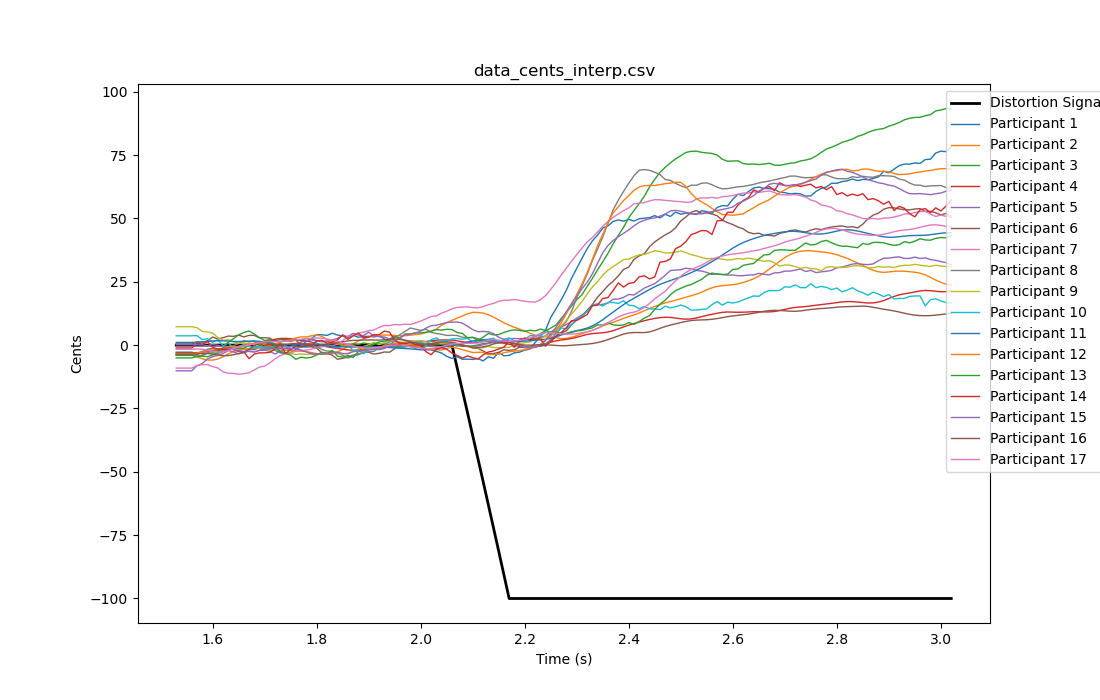 data_cents_interp.csv
100
75
50
25
0
−25
−50
−75
−100
Cents
1.6 1.8 2.0 2.2 2.4 2.6 2.8 3.0
Time (s)
Distortion Signa
Participant 1
Participant 2
Participant 3
Participant 4
Participant 5
Participant 6
Participant 7
Participant 8
Participant 9
Participant 10
Participant 11
Participant 12
Participant 13
Participant 14
Participant 15
Participant 16
Participant 17